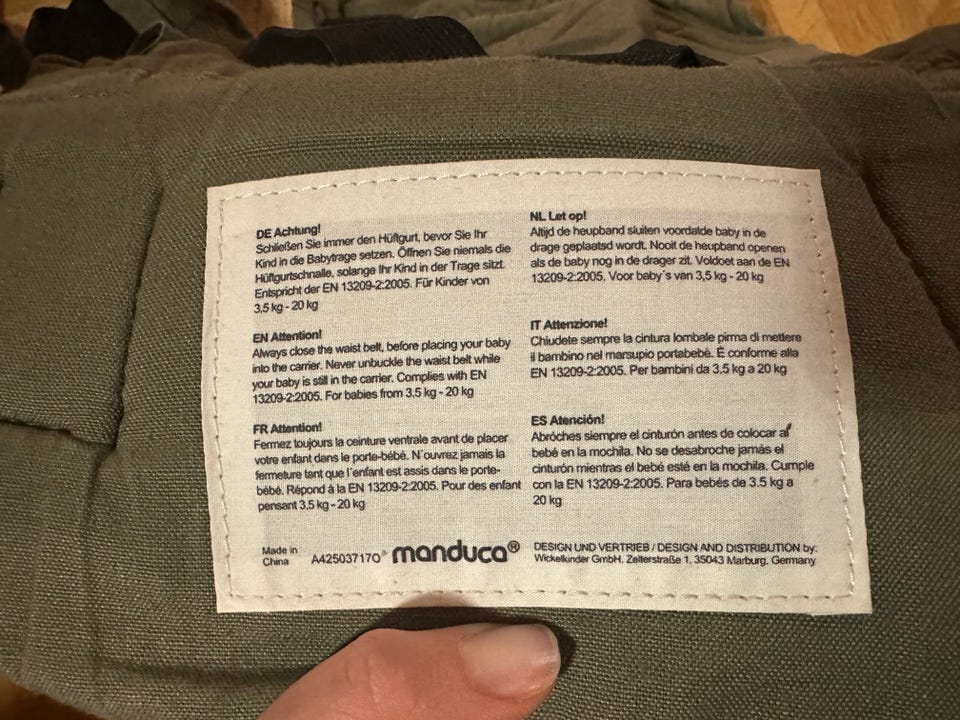 DE Achtung!
Schließen Sie immer den Hüftgurt, bevor Sie Ihr
Kind in die Babytrage setzen. Öffnen Sie niemals die
Hüftgurtschnalle, solange Ihr Kind in der Trage sitzt.
Entspricht der EN 13209-2:2005. Für Kinder von
3,5 kg - 20 kg
EN Attention!
Always close the waist belt, before placing your baby
into the carrier. Never unbuckle the waist belt while
your baby is still in the carrier. Complies with EN
13209-2:2005. For babies from 3.5 kg - 20 kg
FR Attention!
Fermez toujours la ceinture ventrale avant de placer
votre enfant dans le porte-bébé. N´ouvrez jamais la
fermeture tant que l´enfant est assis dans le porte-
bébé. Répond à la EN 13209-2:2005. Pour des enfant
pensant 3,5 kg - 20 kg
NL Let op!
Altijd de heupband sluiten voordatde baby in de
drage geplaatsd wordt. Nooit de heupband openen
als de baby nog in de drager zit. Voldoet aan de EN
13209-2:2005. Voor baby´s van 3,5 kg - 20 kg
IT Attenzione!
Chiudete sempre la cintura lombale pirma di mettere
il bambino nel marsupio portabebè. È conforme alla
EN 13209-2:2005. Per bambini da 3.5 kg a 20 kg
ES Atención!
Abróches siempre el cinturón antes de colocar al
bebé en la mochila. No se desabroche jamás el
cinturón mientras el bebé esté en la mochila. Cumple
con la EN 13209-2:2005. Para bebés de 3.5 kg a
20 kg
Made in
China
A42503717O
manduca®
DESIGN UND VERTRIEB / DESIGN AND DISTRIBUTION by:
Wickelkinder GmbH, Zeiterstraße 1, 35043 Marburg, Germany